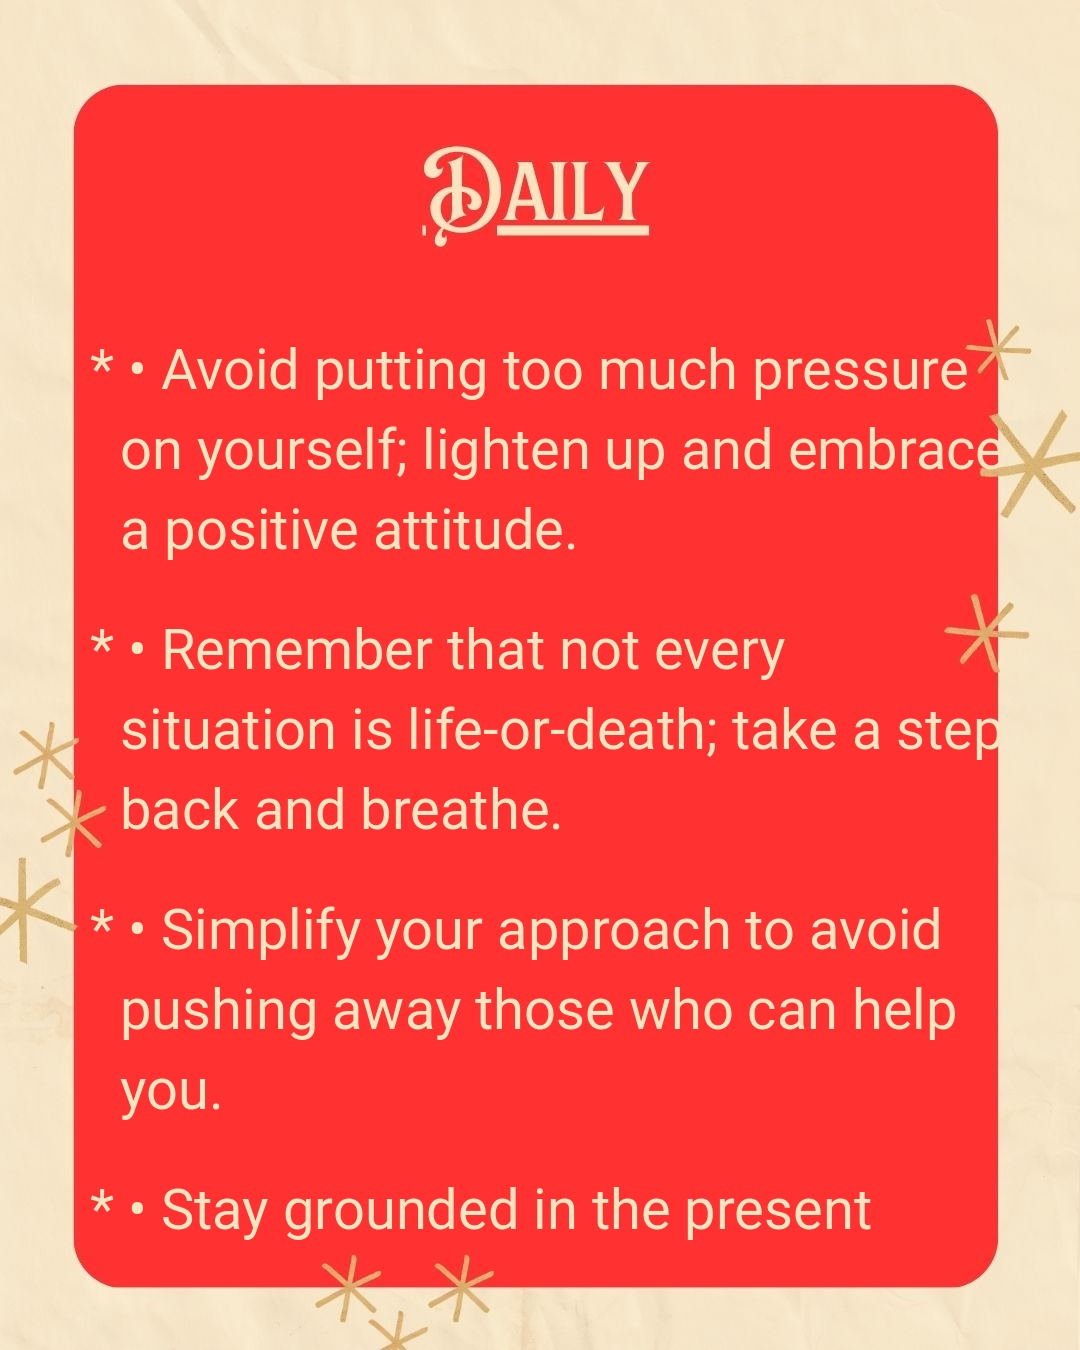 Daily
* • Avoid putting too much pressure
on yourself; lighten up and embrace
a positive attitude.
* • Remember that not every
situation is life-or-death; take a step
back and breathe.
* • Simplify your approach to avoid
pushing away those who can help
you.
* • Stay grounded in the present